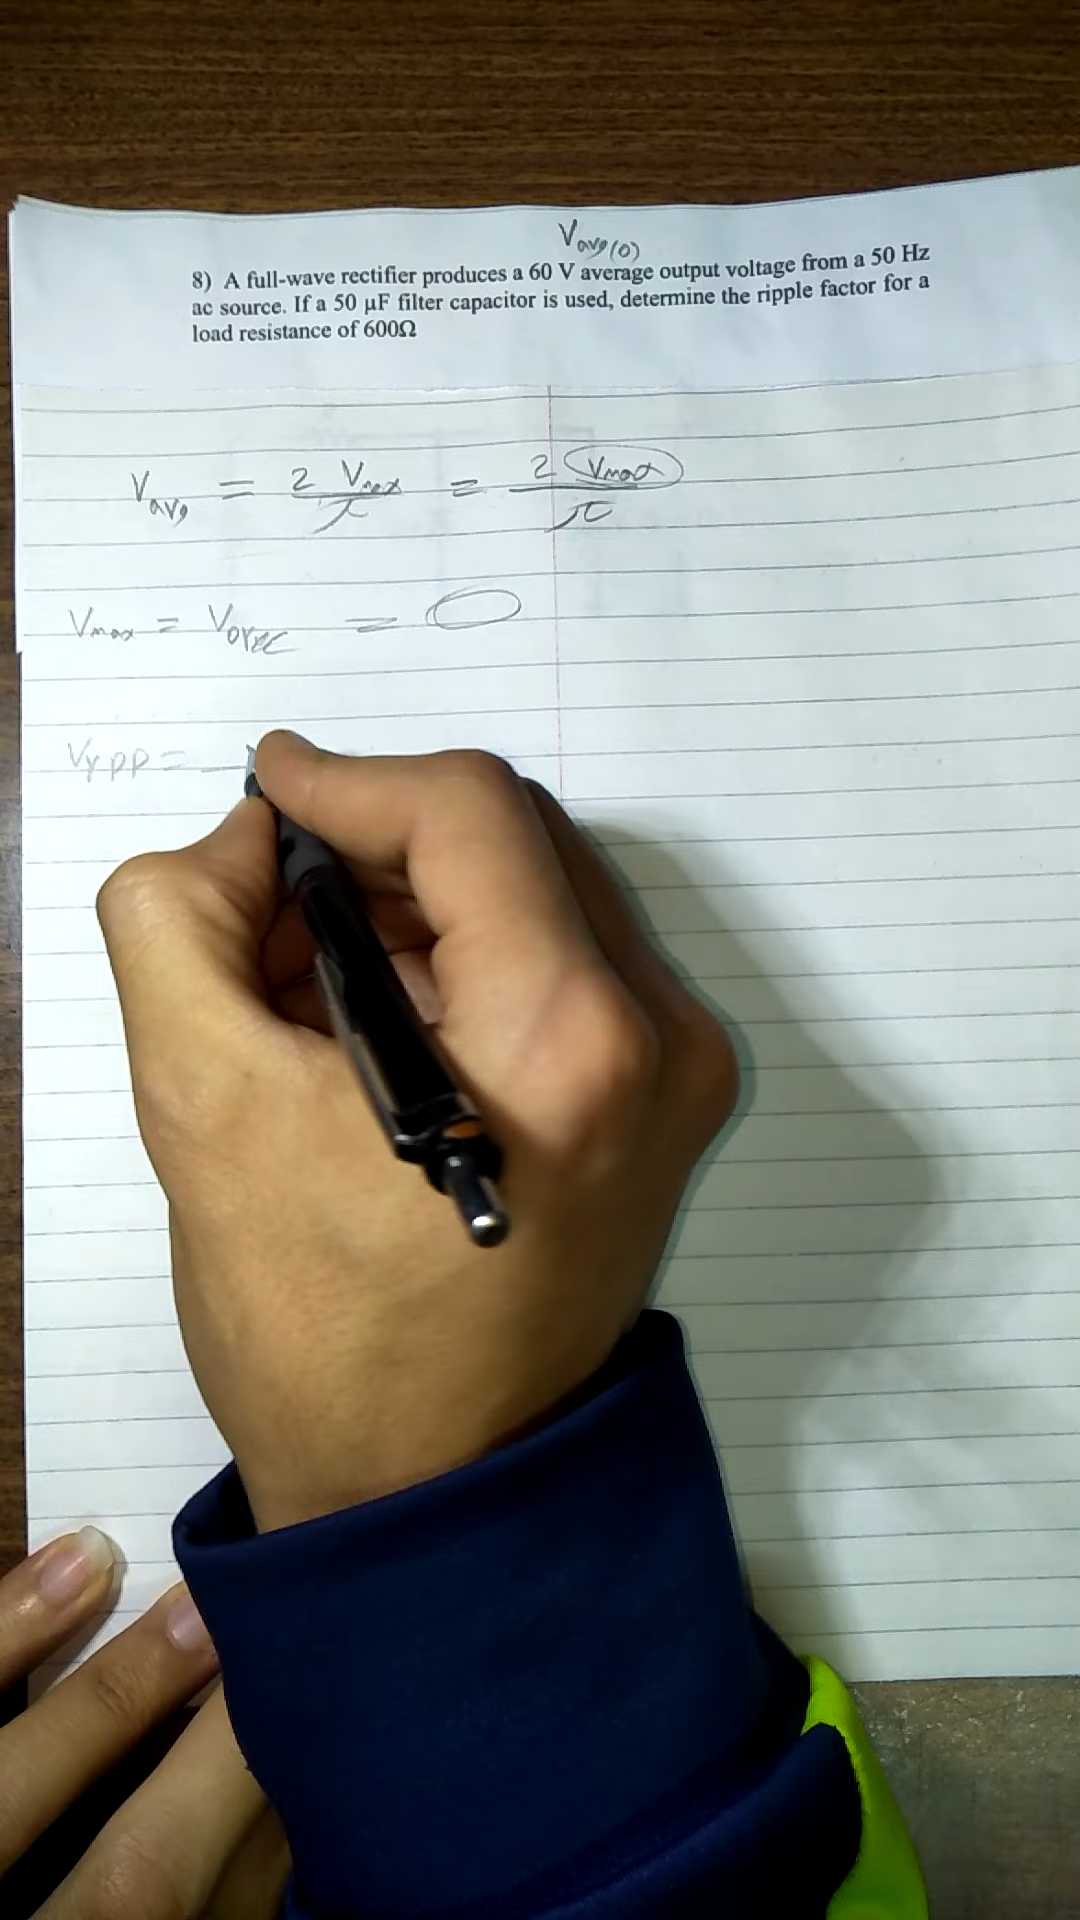 Vavg(0)
8) A full-wave rectifier produces a 60 V average output voltage from a 50 Hz
ac source. If a 50 μF filter capacitor is used, determine the ripple factor for a
load resistance of 600Ω
Vavg = 2 Vmax / π = 2 Vmax / π
Vmax = Vorec =
Vγpp =